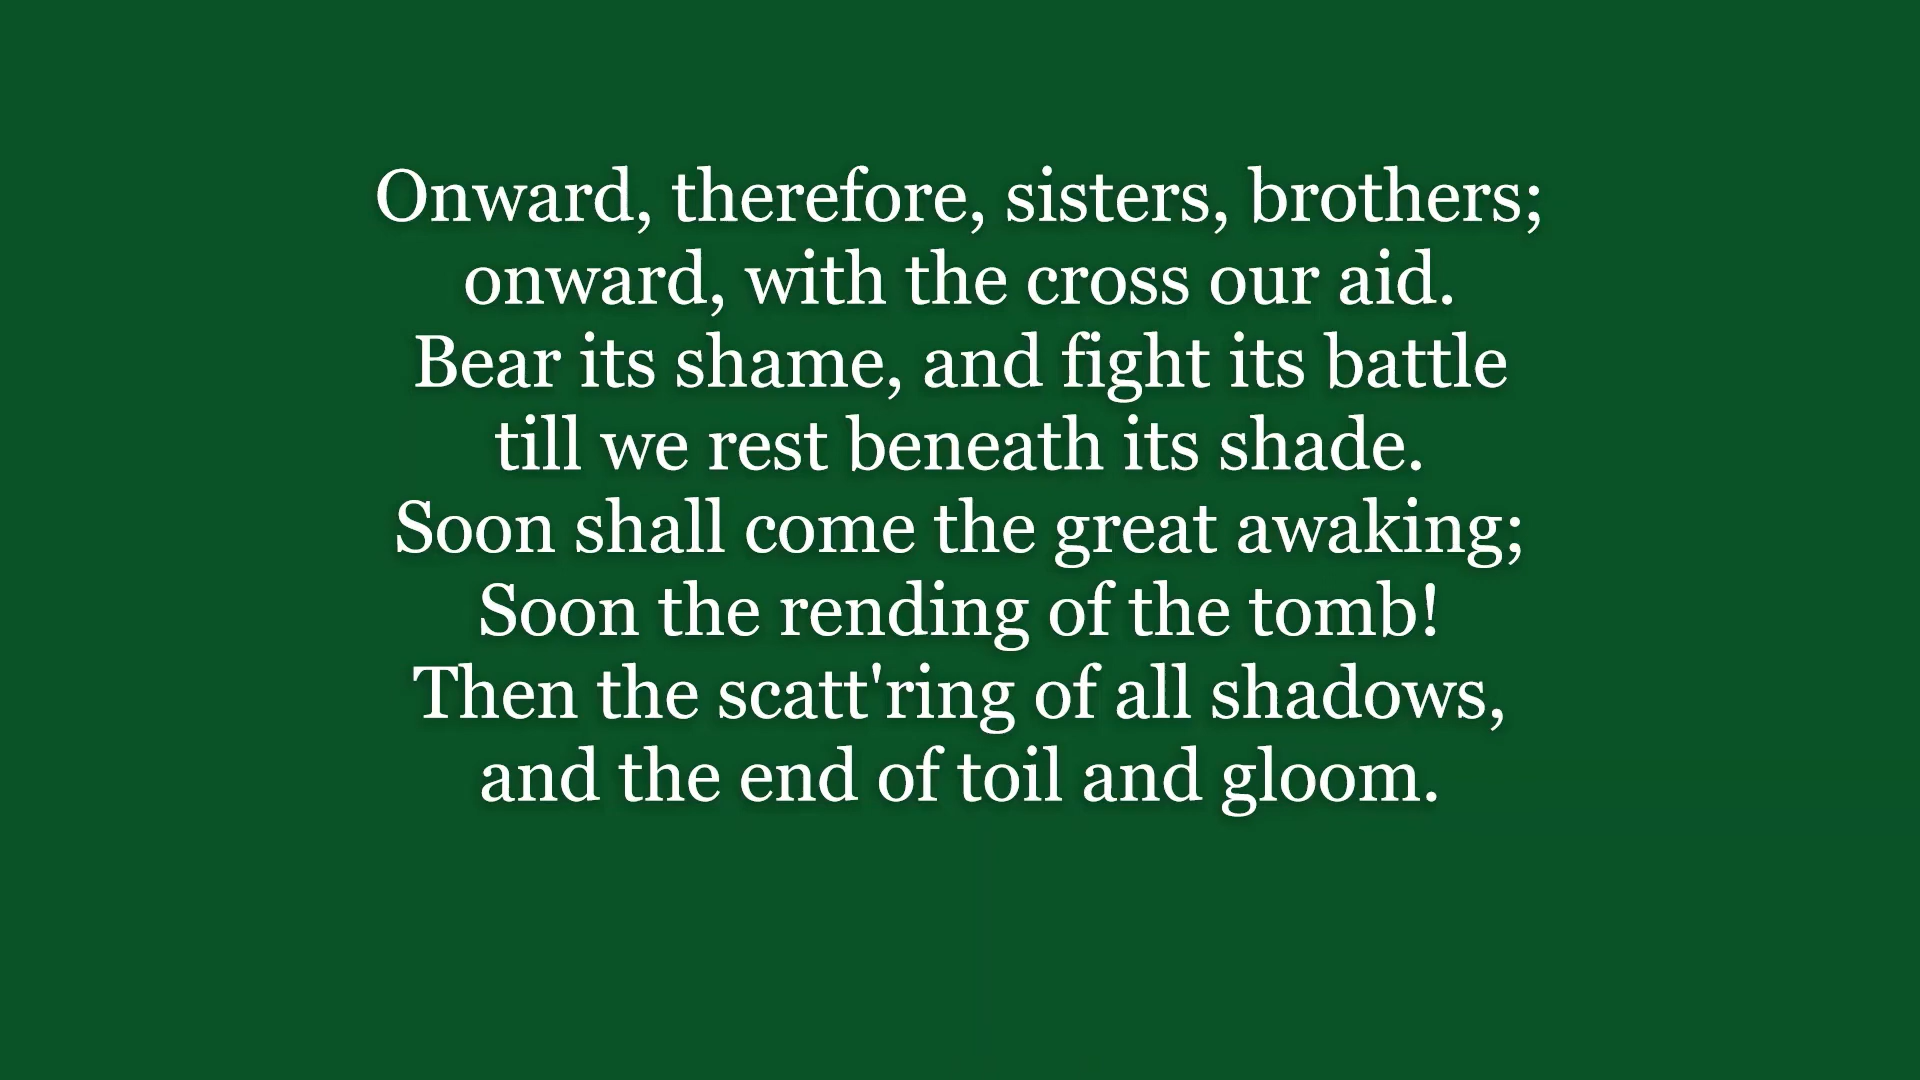 Onward, therefore, sisters, brothers;
onward, with the cross our aid.
Bear its shame, and fight its battle
till we rest beneath its shade.
Soon shall come the great awaking;
Soon the rending of the tomb!
Then the scatt'ring of all shadows,
and the end of toil and gloom.